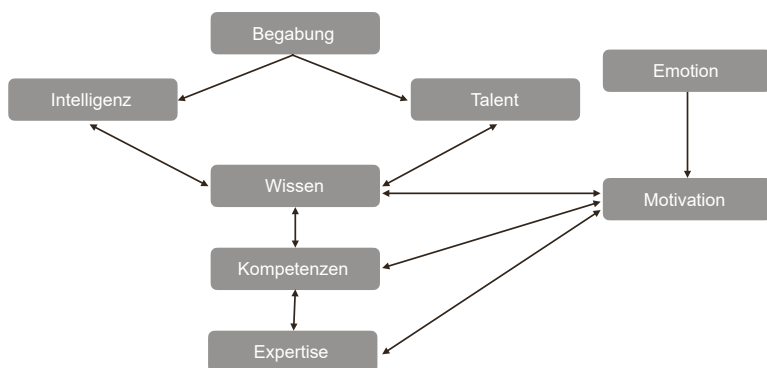 Begabung
Emotion
Intelligenz
Talent
Wissen
Motivation
Kompetenzen
Expertise